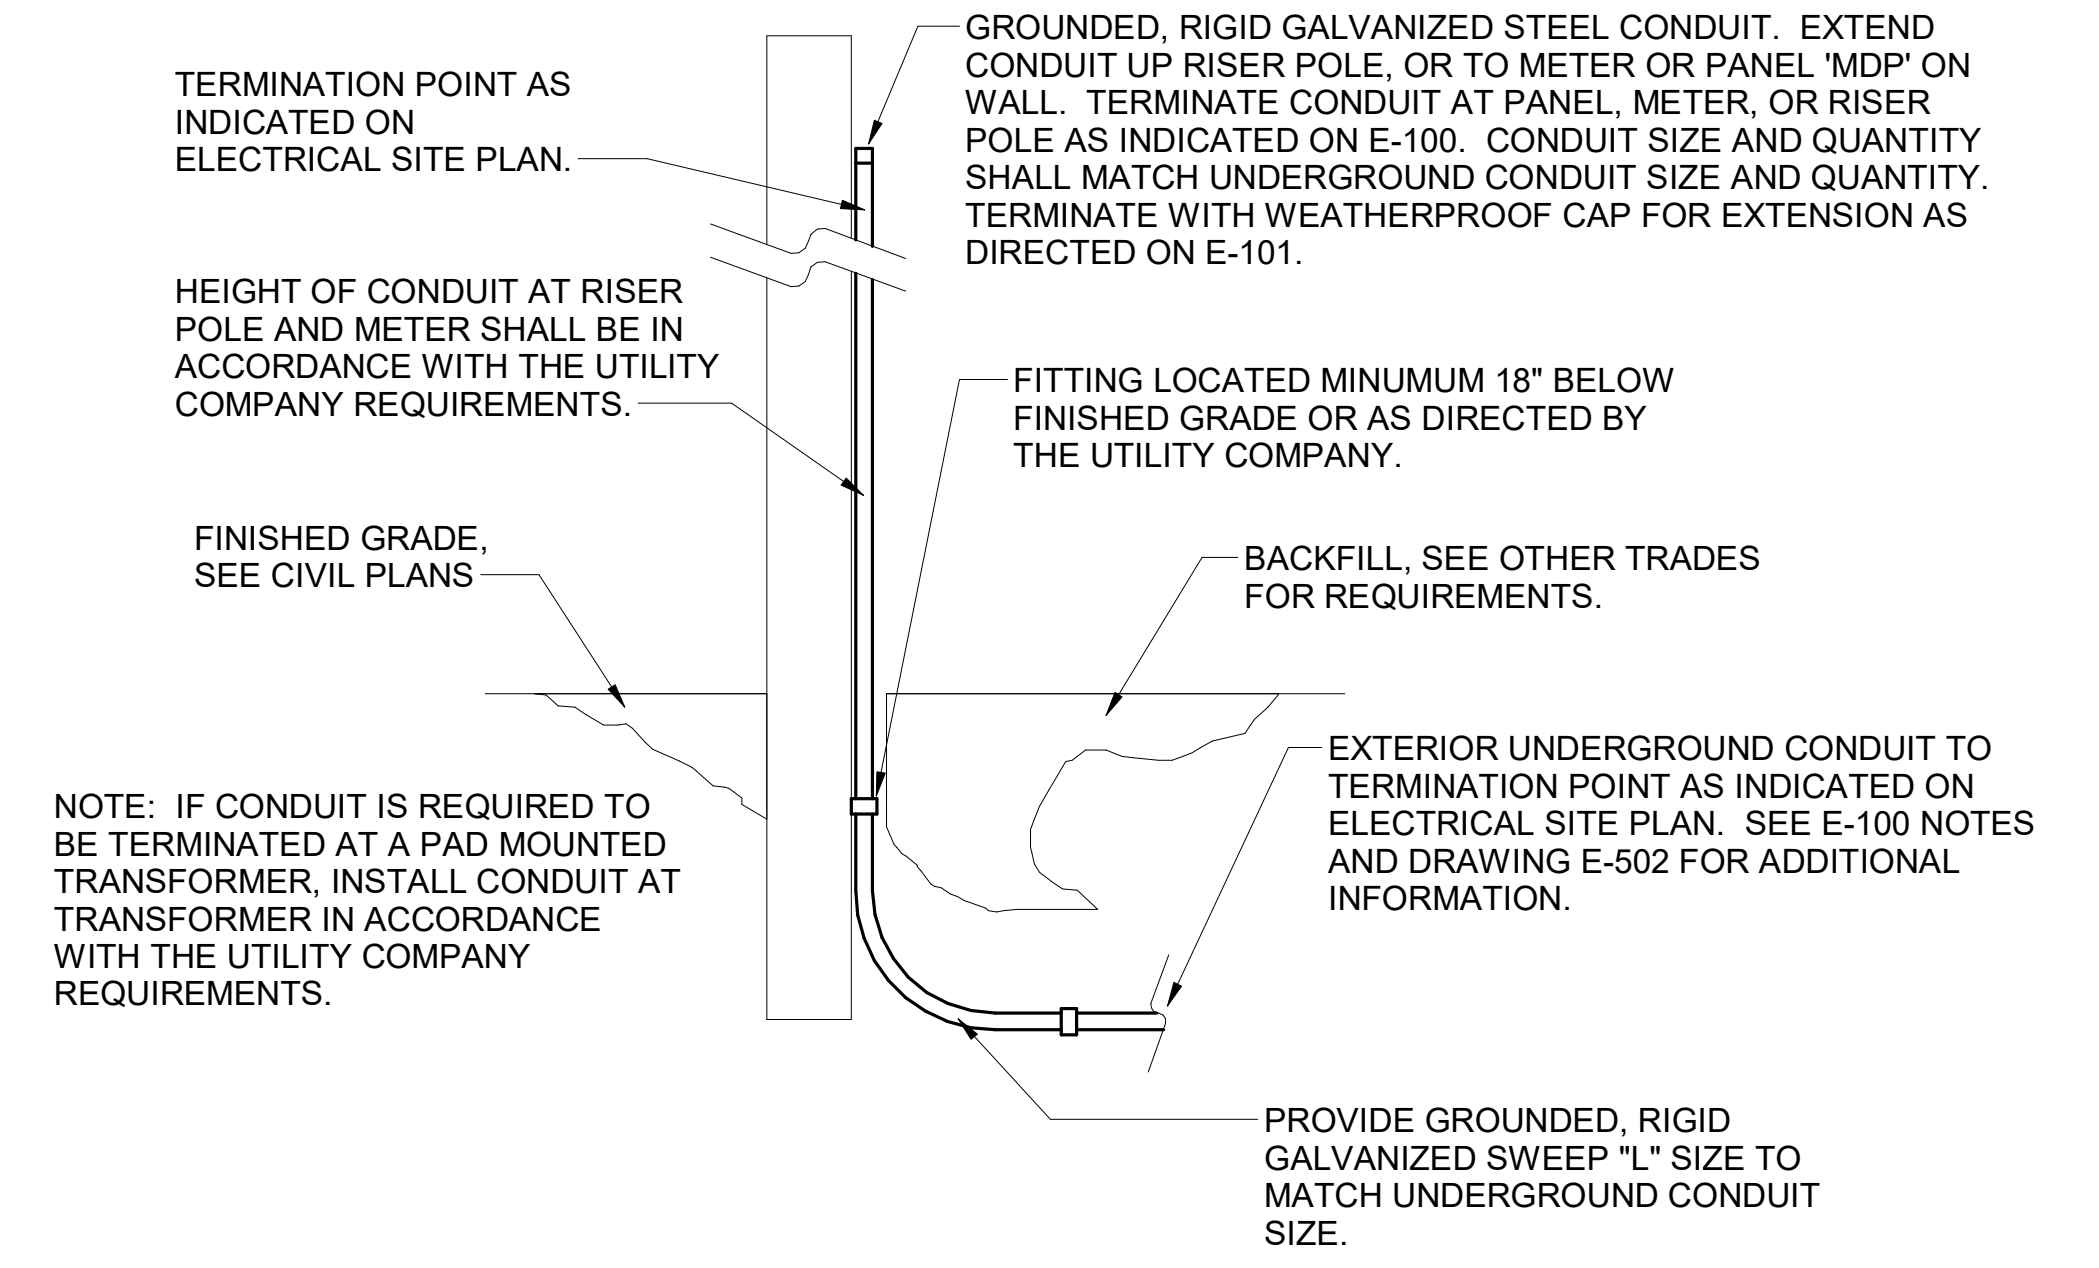 GROUNDED, RIGID GALVANIZED STEEL CONDUIT. EXTEND
CONDUIT UP RISER POLE, OR TO METER OR PANEL 'MDP' ON
WALL. TERMINATE CONDUIT AT PANEL, METER, OR RISER
POLE AS INDICATED ON E-100. CONDUIT SIZE AND QUANTITY
SHALL MATCH UNDERGROUND CONDUIT SIZE AND QUANTITY.
TERMINATE WITH WEATHERPROOF CAP FOR EXTENSION AS
DIRECTED ON E-101.
TERMINATION POINT AS
INDICATED ON
ELECTRICAL SITE PLAN.
HEIGHT OF CONDUIT AT RISER
POLE AND METER SHALL BE IN
ACCORDANCE WITH THE UTILITY
COMPANY REQUIREMENTS.
FITTING LOCATED MINUMUM 18" BELOW
FINISHED GRADE OR AS DIRECTED BY
THE UTILITY COMPANY.
FINISHED GRADE,
SEE CIVIL PLANS
BACKFILL, SEE OTHER TRADES
FOR REQUIREMENTS.
EXTERIOR UNDERGROUND CONDUIT TO
TERMINATION POINT AS INDICATED ON
ELECTRICAL SITE PLAN. SEE E-100 NOTES
AND DRAWING E-502 FOR ADDITIONAL
INFORMATION.
NOTE: IF CONDUIT IS REQUIRED TO
BE TERMINATED AT A PAD MOUNTED
TRANSFORMER, INSTALL CONDUIT AT
TRANSFORMER IN ACCORDANCE
WITH THE UTILITY COMPANY
REQUIREMENTS.
PROVIDE GROUNDED, RIGID
GALVANIZED SWEEP "L" SIZE TO
MATCH UNDERGROUND CONDUIT
SIZE.